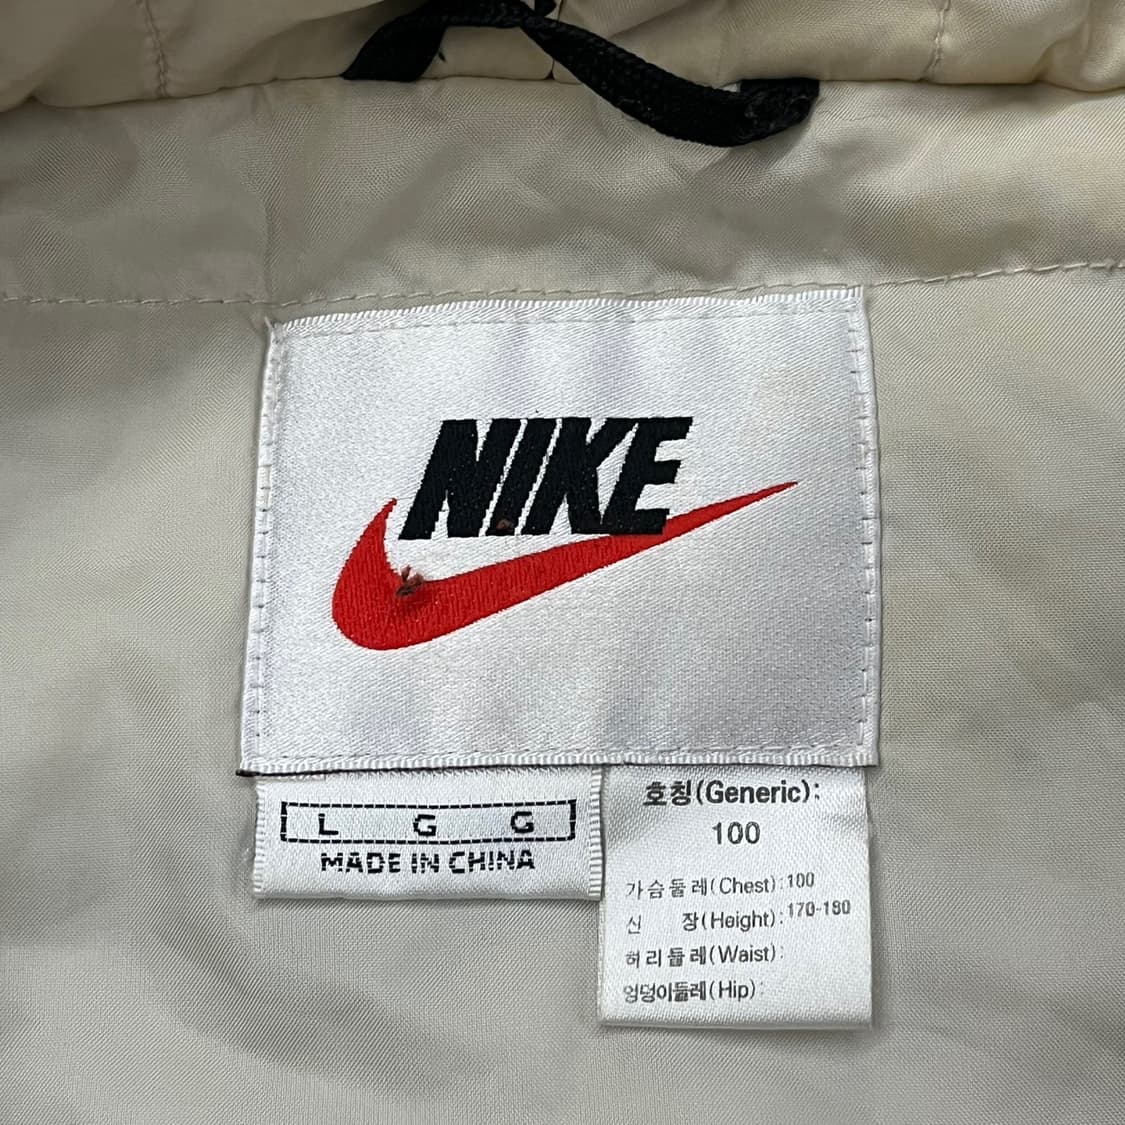 NIKE
L G G
MADE IN CHINA
호칭(Generic):
100
가슴둘레(Chest):100
신 장(Height):170-180
허리둘레(Waist):
엉덩이둘레(Hip):